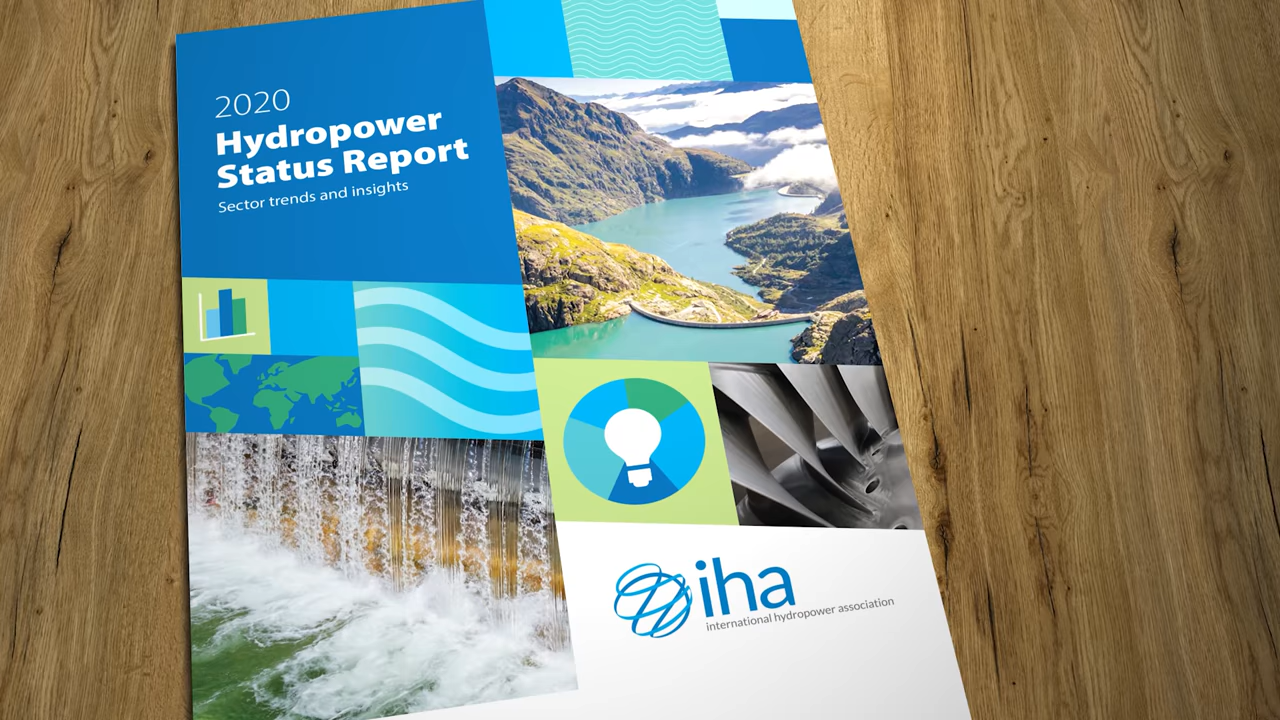 2020
Hydropower
Status Report
Sector trends and insights
iha
international hydropower association